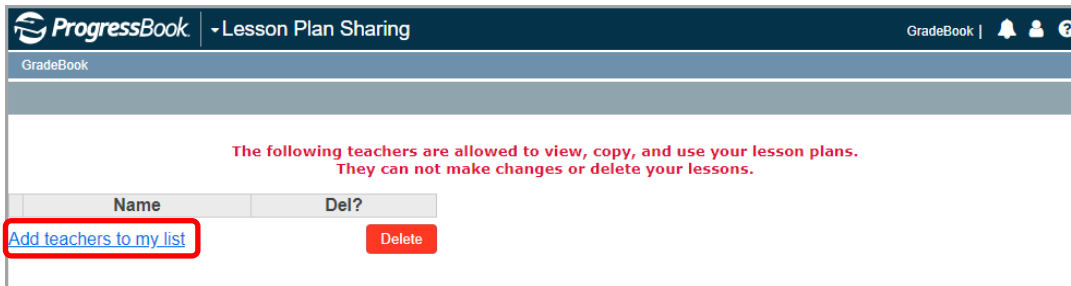 ProgressBook. Lesson Plan Sharing GradeBook |
GradeBook
The following teachers are allowed to view, copy, and use your lesson plans.
They can not make changes or delete your lessons.
Name Del?
Add teachers to my list Delete